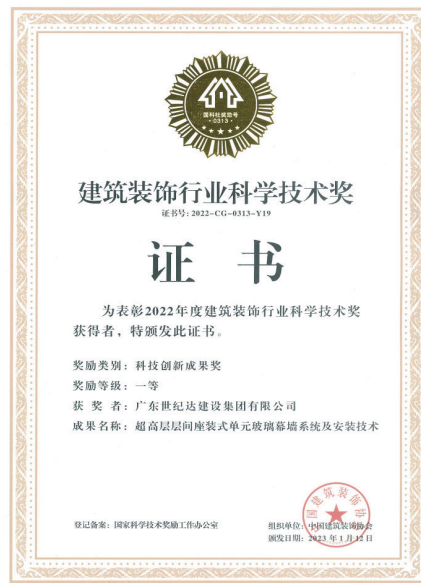 国科社奖励号
·0313·
建筑装饰行业科学技术奖
证书号: 2022-CG-0313-Y19
证 书
为表彰2022年度建筑装饰行业科学技术奖
获得者，特颁发此证书。
奖励类别：科技创新成果奖
奖励等级：一等
获 奖 者：广东世纪达建设集团有限公司
成果名称：超高层层间座装式单元玻璃幕墙系统及安装技术
登记备案：国家科学技术奖励工作办公室
组织单位：中国建筑装饰协会
颁发日期：2023 年 1 月 12 日
中国建筑装饰协会